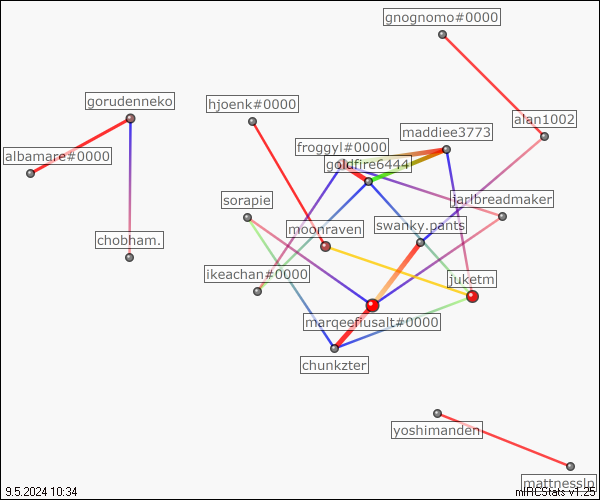 gnognomo#0000
gorudenneko
hjoenk#0000
alan1002
maddiee3773
froggyl#0000
albamare#0000
goldfire6444
sorapie
jarlbreadmaker
swanky.pants
moonraven
chobham.
ikeachan#0000
juketm
marqeefiusalt#0000
chunkzter
yoshimanden
mattnesslp
9.5.2024 10:34
mIRCStats v1.25